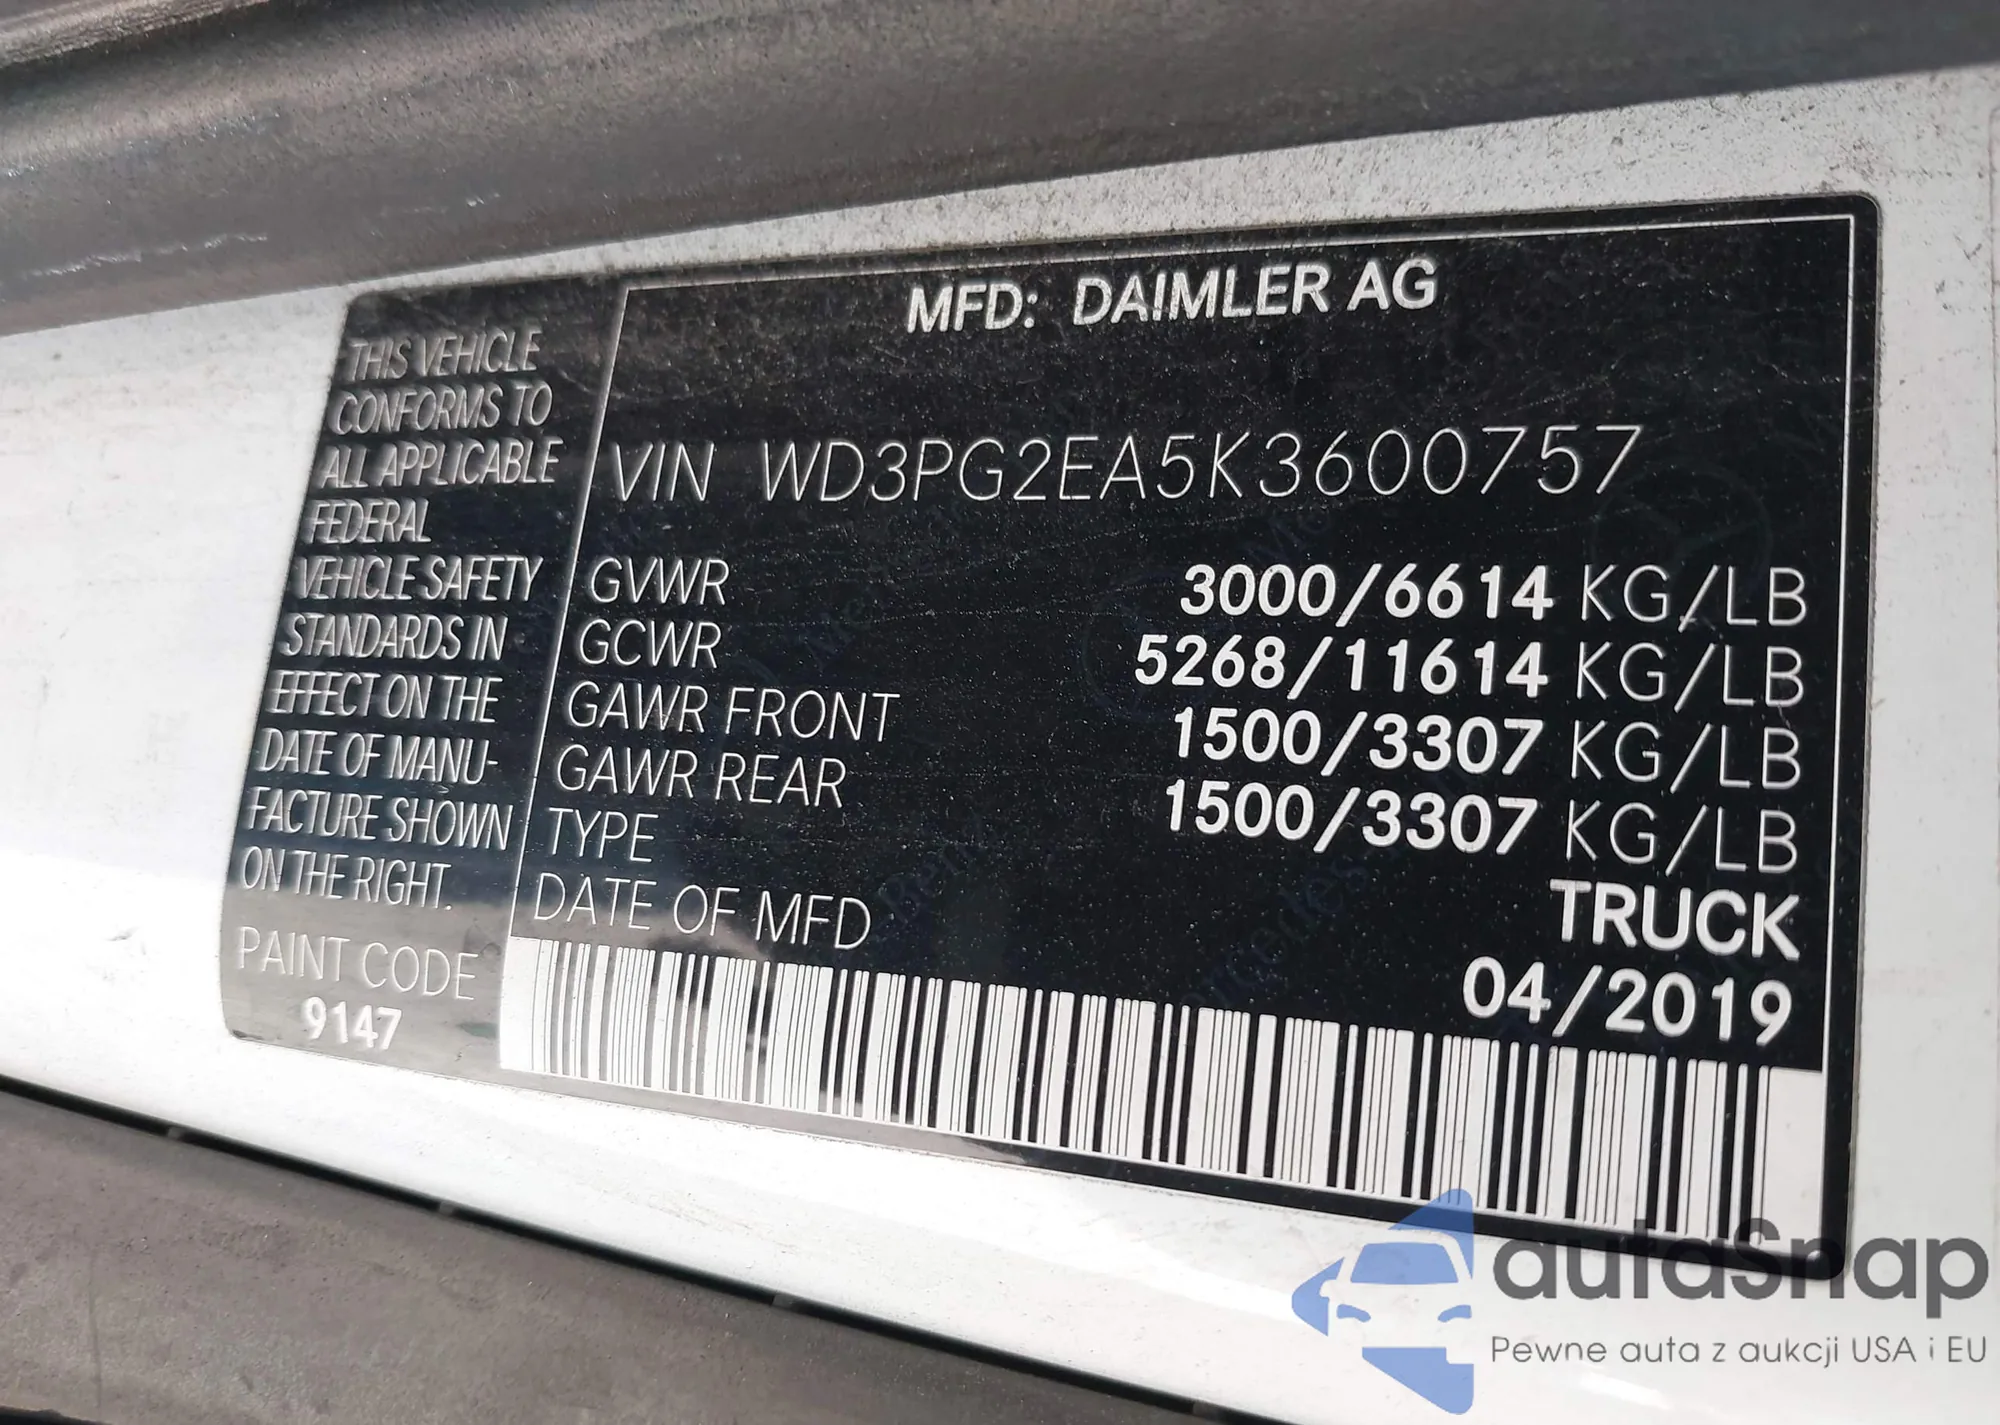 THIS VEHICLE
CONFORMS TO
ALL APPLICABLE
FEDERAL
VEHICLE SAFETY
STANDARDS IN
EFFECT ON THE
DATE OF MANU-
FACTURE SHOWN
ON THE RIGHT.
PAINT CODE
9147
MFD: DAIMLER AG
VIN WD3PG2EA5K3600757
GVWR 3000/6614 KG/LB
GCWR 5268/11614 KG/LB
GAWR FRONT 1500/3307 KG/LB
GAWR REAR 1500/3307 KG/LB
TYPE TRUCK
DATE OF MFD 04/2019
autaSnap
Pewne auta z aukcji USA i EU